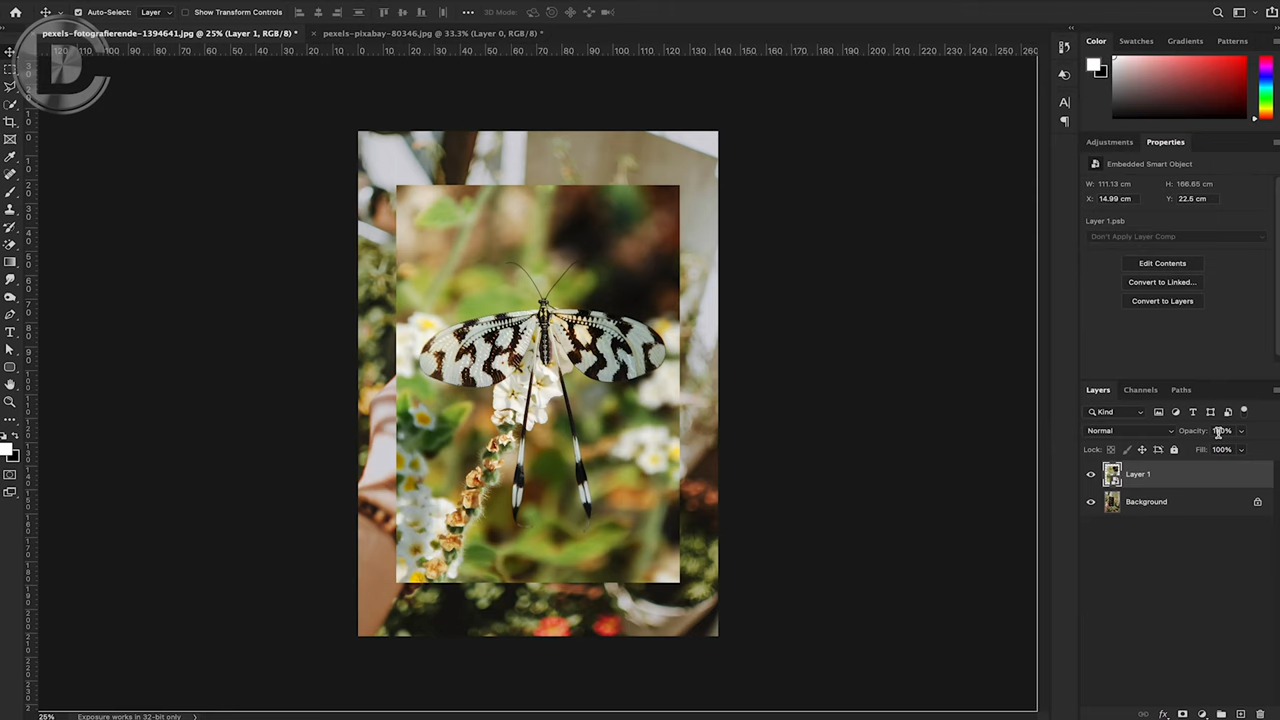 Auto-Select: Layer Show Transform Controls 3D Mode:
pexels-fotografierende-1394641.jpg @ 25% (Layer 1, RGB/8) * pexels-pixabay-80346.jpg @ 33.3% (Layer 0, RGB/8) *
Color Swatches Gradients Patterns
Adjustments Properties
Embedded Smart Object
W: 111.13 cm H: 166.65 cm
X: 14.99 cm Y: 22.5 cm
Layer 1.psb
Don't Apply Layer Comp
Edit Contents
Convert to Linked...
Convert to Layers
Layers Channels Paths
Kind
Normal Opacity: 100%
Lock: Fill: 100%
Layer 1
Background
25% Exposure works in 32-bit only